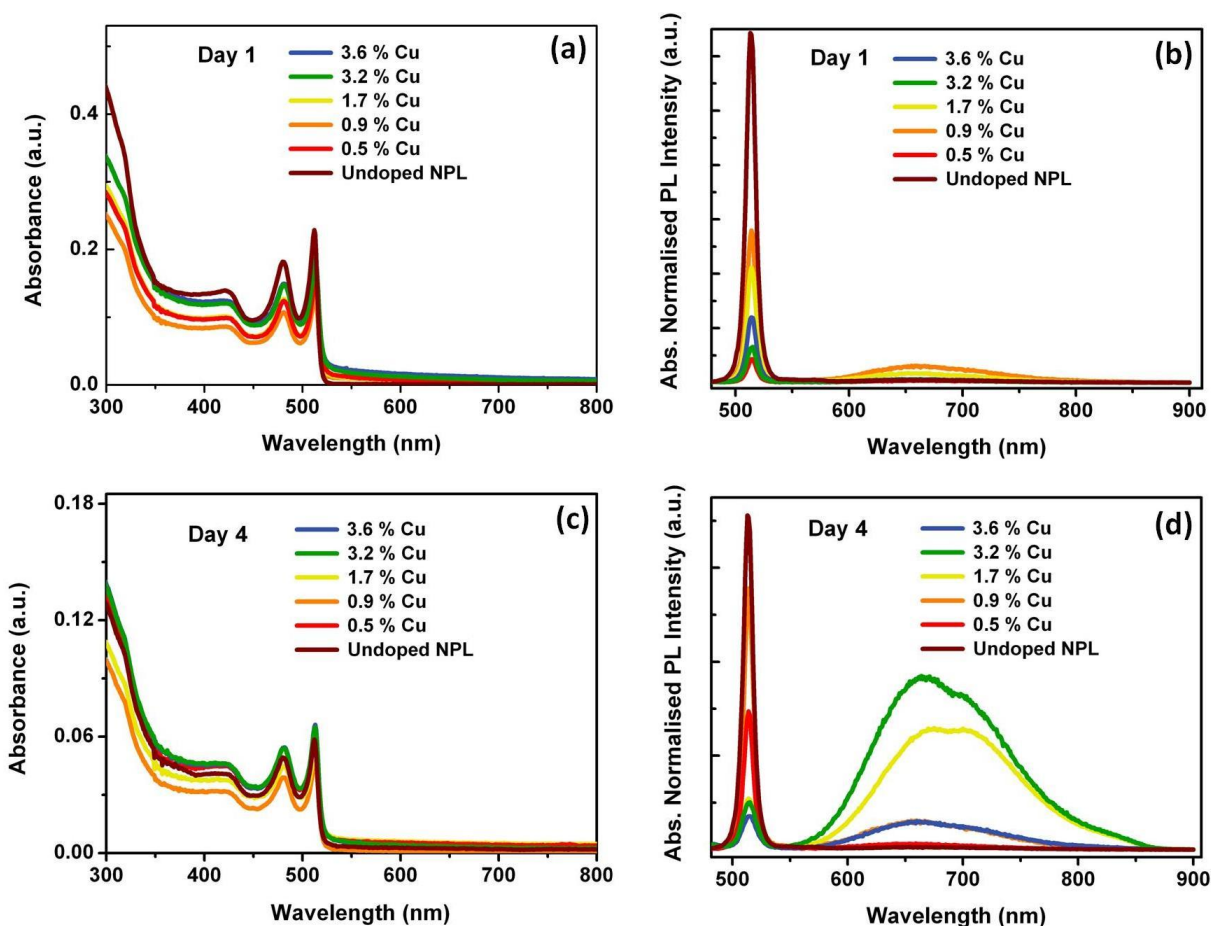 Day 1
(a)
3.6 % Cu
3.2 % Cu
1.7 % Cu
0.9 % Cu
0.5 % Cu
Undoped NPL
Absorbance (a.u.)
0.4
0.2
0.0
300 400 500 600 700 800
Wavelength (nm)
Day 1
(b)
3.6 % Cu
3.2 % Cu
1.7 % Cu
0.9 % Cu
0.5 % Cu
Undoped NPL
Abs. Normalised PL Intensity (a.u.)
500 600 700 800 900
Wavelength (nm)
Day 4
(c)
3.6 % Cu
3.2 % Cu
1.7 % Cu
0.9 % Cu
0.5 % Cu
Undoped NPL
Absorbance (a.u.)
0.18
0.12
0.06
0.00
300 400 500 600 700 800
Wavelength (nm)
Day 4
(d)
3.6 % Cu
3.2 % Cu
1.7 % Cu
0.9 % Cu
0.5 % Cu
Undoped NPL
Abs. Normalised PL Intensity (a.u.)
500 600 700 800 900
Wavelength (nm)